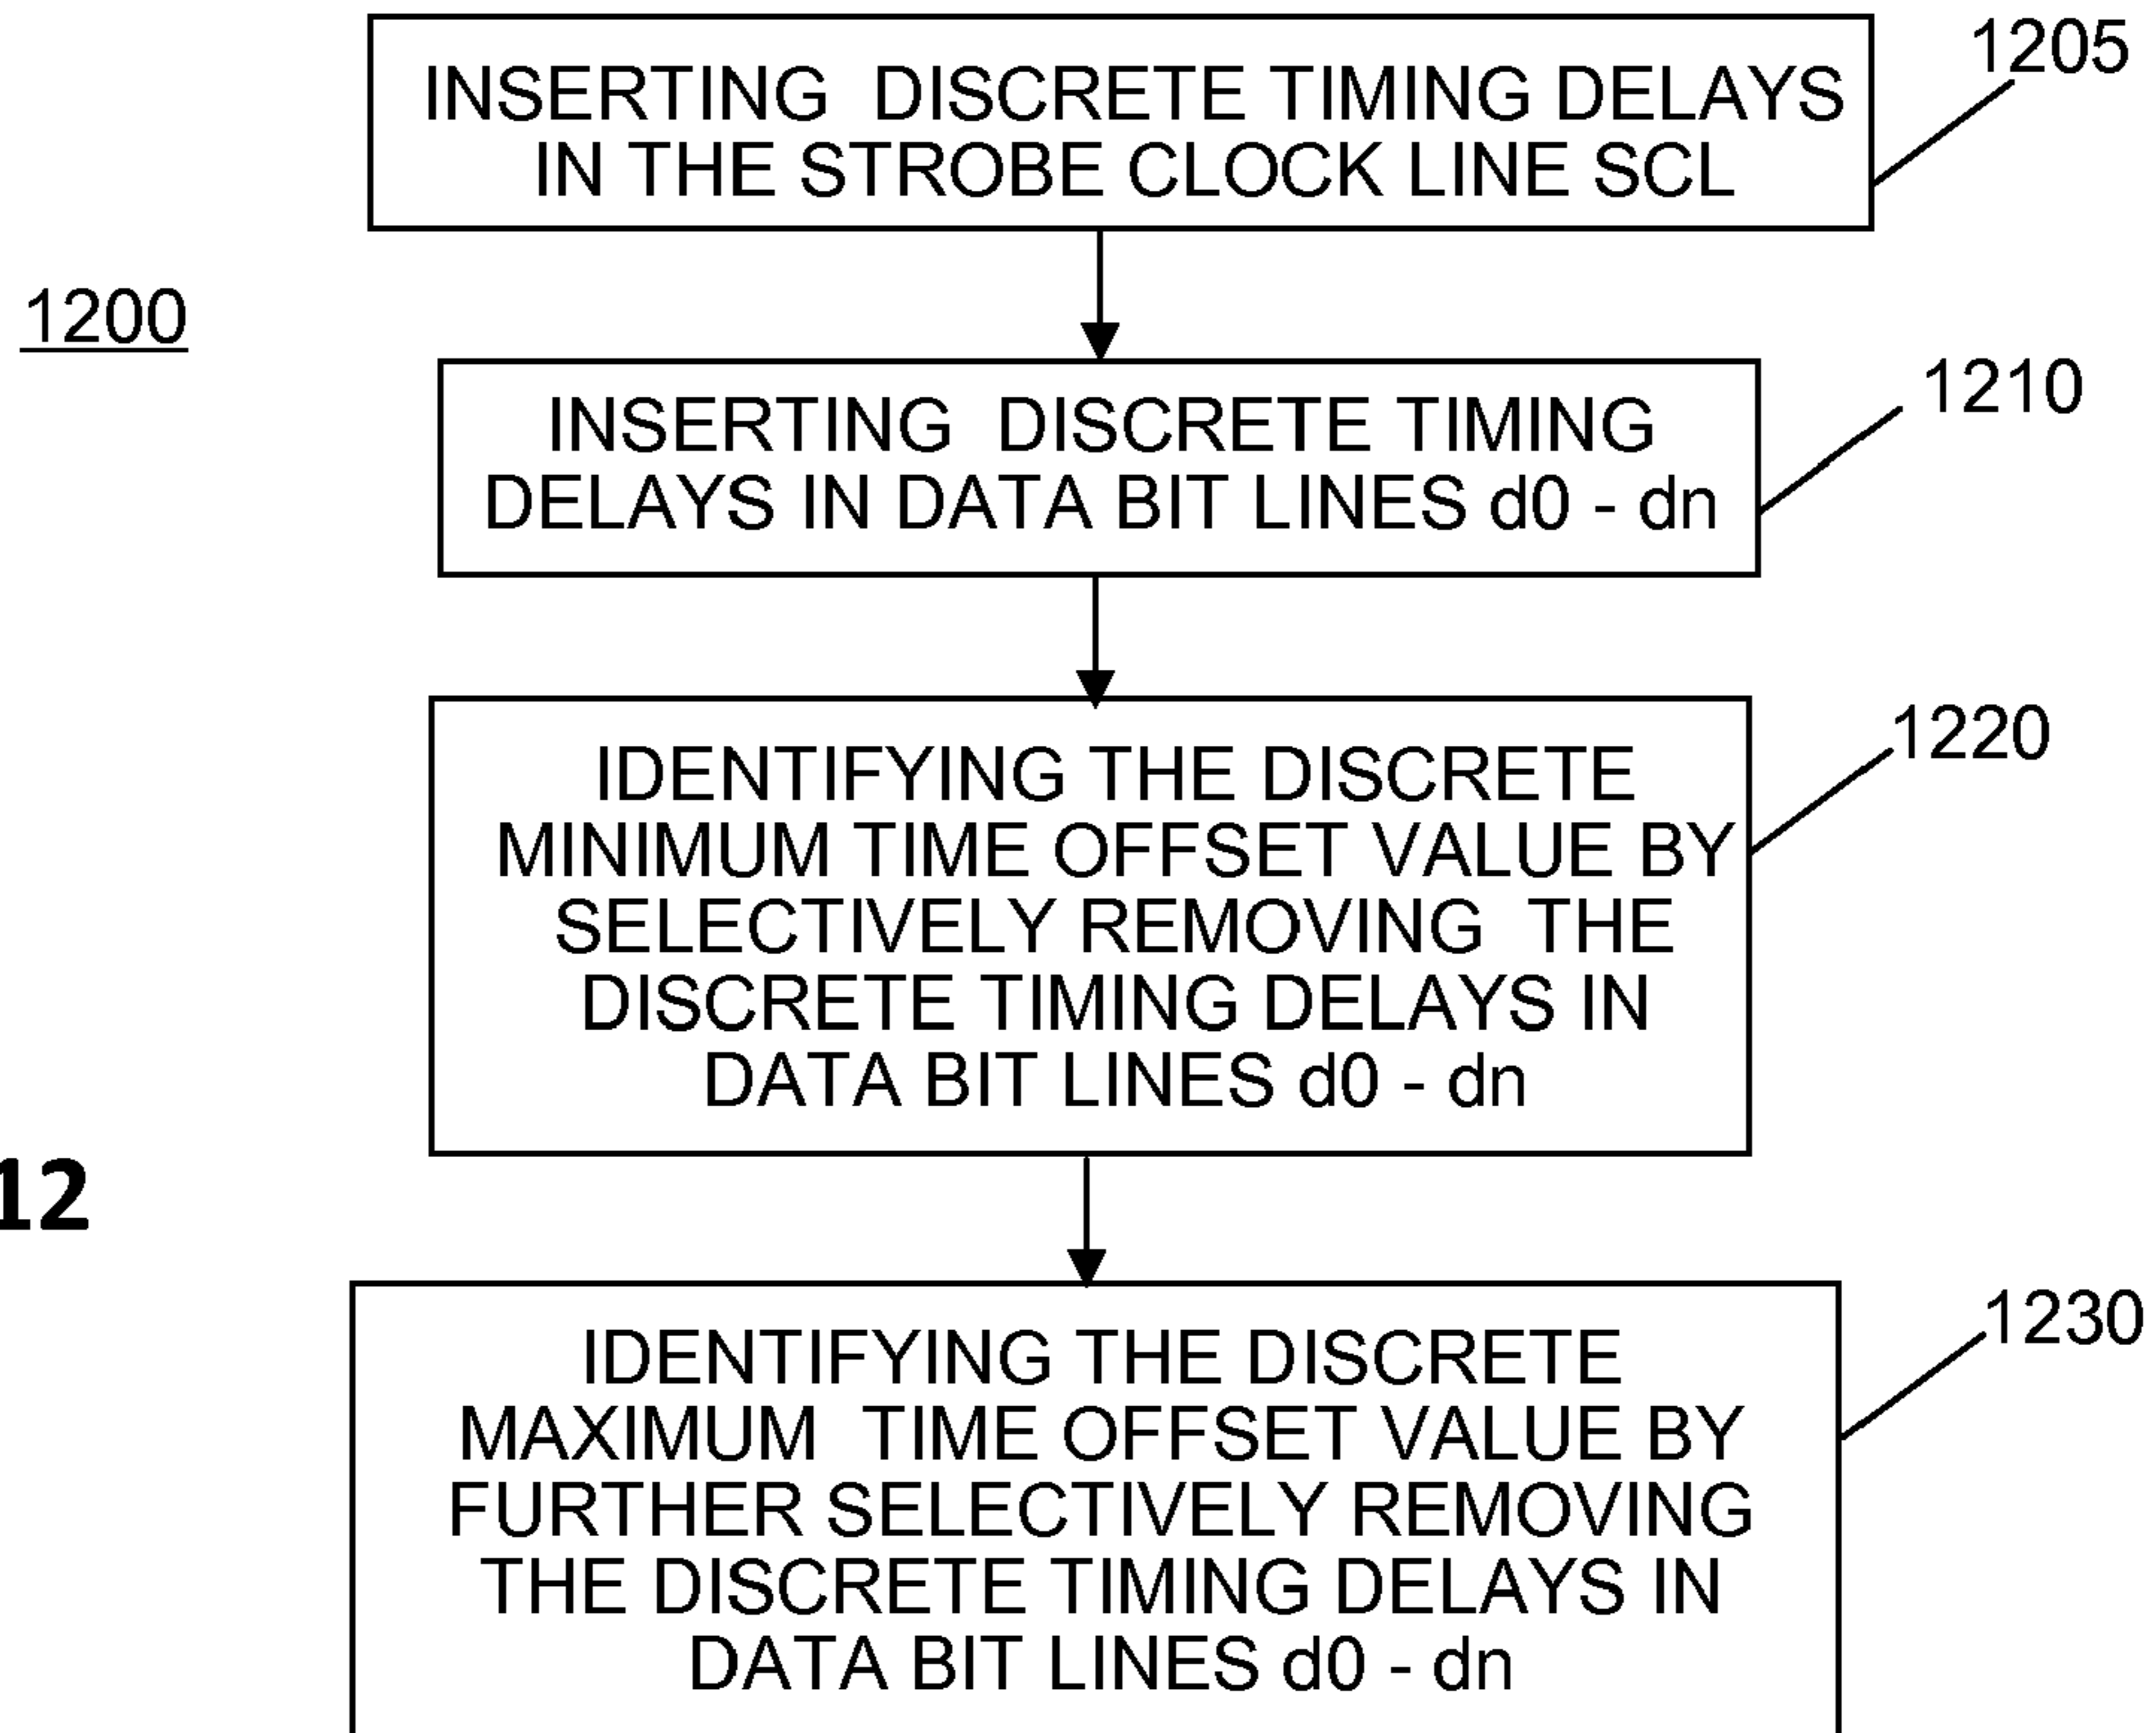 INSERTING DISCRETE TIMING DELAYS
IN THE STROBE CLOCK LINE SCL
1205
1200
INSERTING DISCRETE TIMING
DELAYS IN DATA BIT LINES d0 - dn
1210
IDENTIFYING THE DISCRETE
MINIMUM TIME OFFSET VALUE BY
SELECTIVELY REMOVING THE
DISCRETE TIMING DELAYS IN
DATA BIT LINES d0 - dn
1220
12
IDENTIFYING THE DISCRETE
MAXIMUM TIME OFFSET VALUE BY
FURTHER SELECTIVELY REMOVING
THE DISCRETE TIMING DELAYS IN
DATA BIT LINES d0 - dn
1230